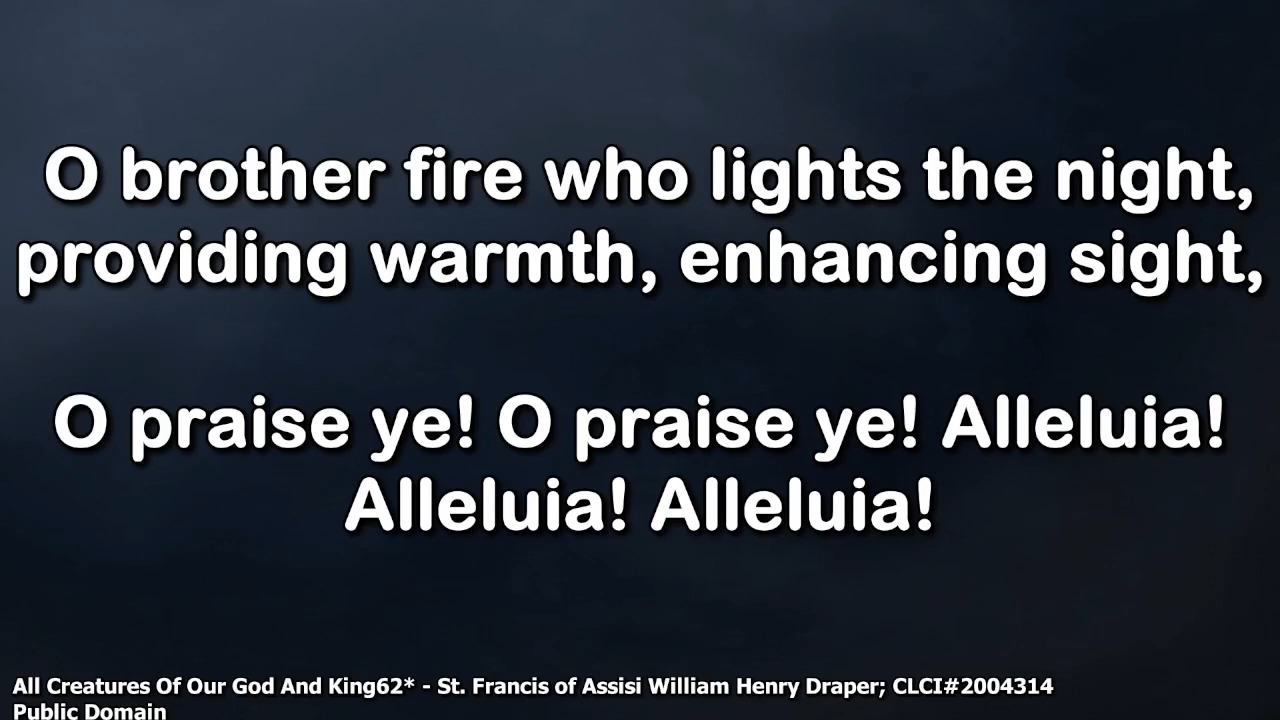 O brother fire who lights the night,
providing warmth, enhancing sight,
O praise ye! O praise ye! Alleluia!
Alleluia! Alleluia!
All Creatures Of Our God And King62* - St. Francis of Assisi William Henry Draper; CLCI#2004314
Public Domain